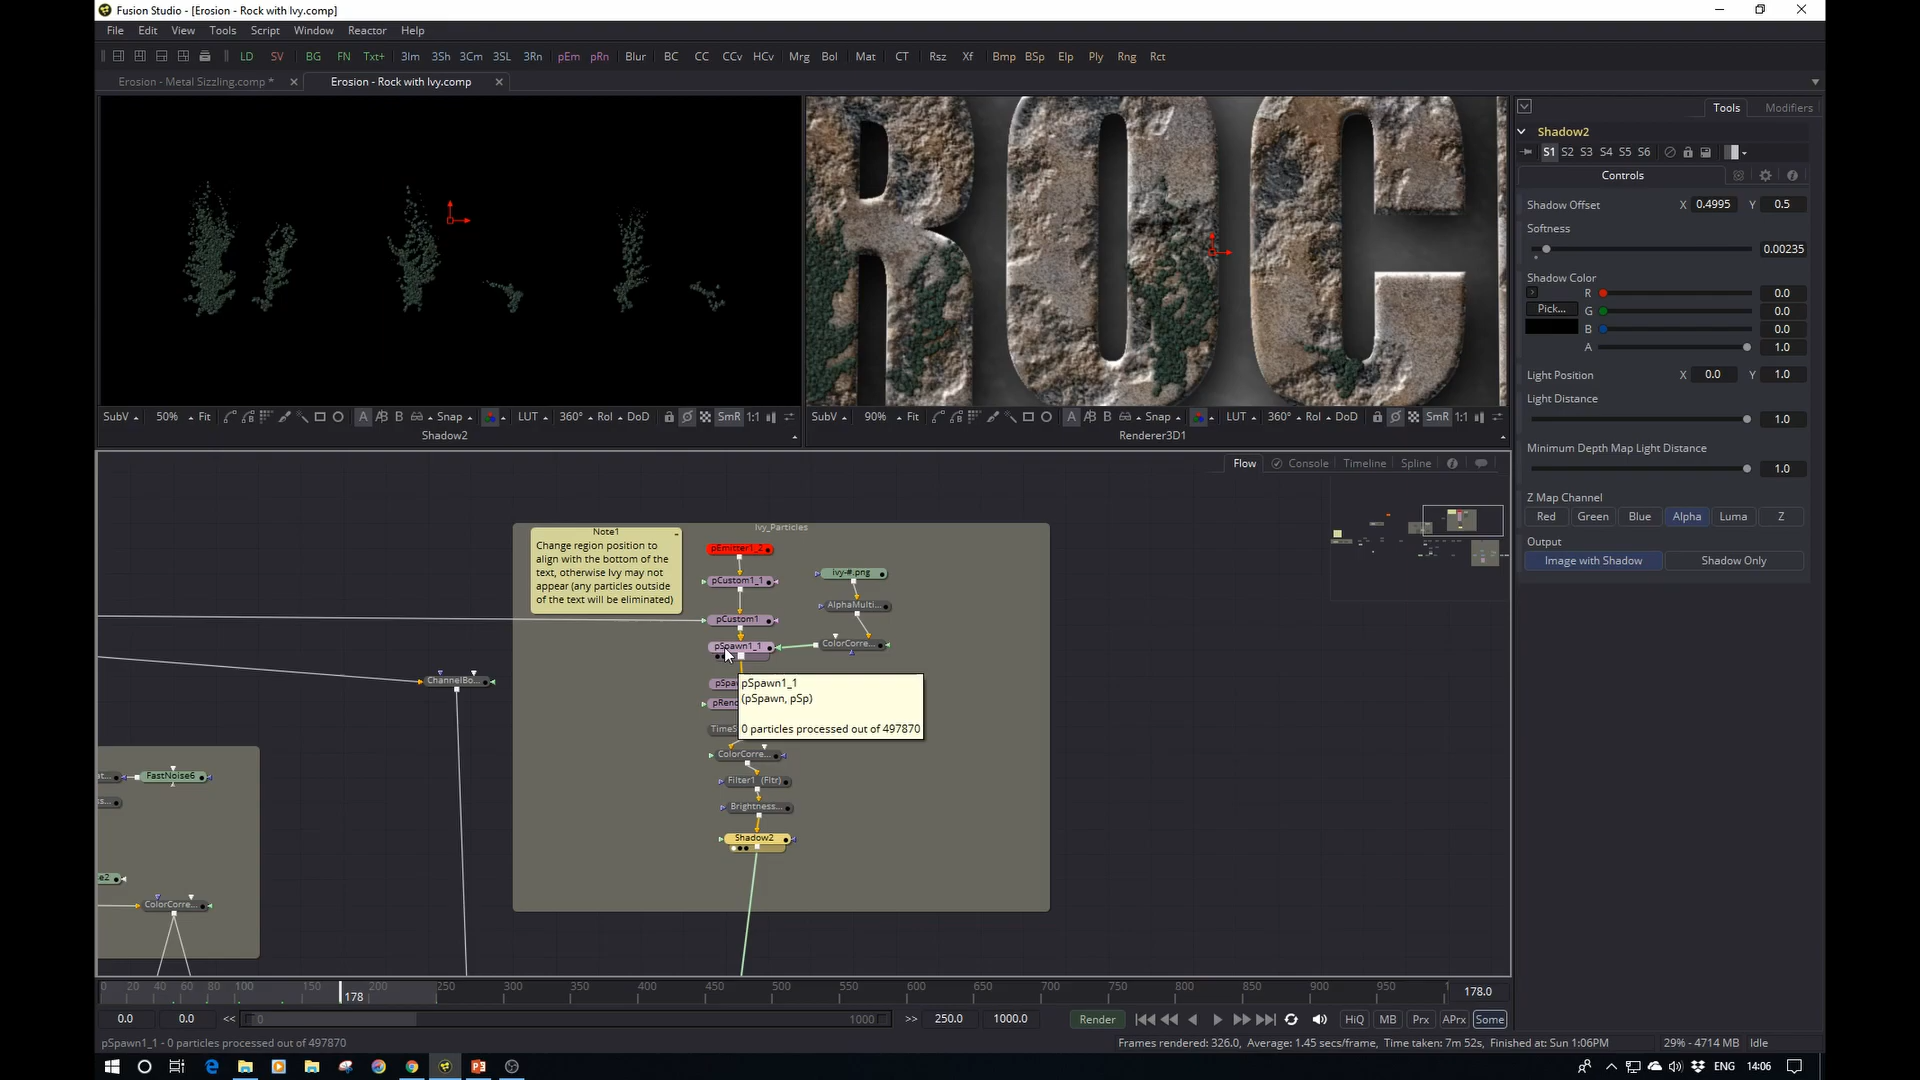 Fusion Studio - [Erosion - Rock with Ivy.comp]
File Edit View Tools Script Window Reactor Help
LD SV BG FN Txt+ 3Im 3Sh 3Cm 3SL 3Rn pEm pRn Blur BC CC CCv HCv Mrg Bol Mat CT Rsz Xf Bmp BSp Elp Ply Rng Rct
Erosion - Metal Sizzling.comp * Erosion - Rock with Ivy.comp
ROC
SubV 50% Fit A B Snap LUT 360° RoI DoD SmR 1:1
Shadow2
SubV 90% Fit A B Snap LUT 360° RoI DoD SmR 1:1
Renderer3D1
Flow Console Timeline Spline
Ivy_Particles
Note1
Change region position to
align with the bottom of the
text, otherwise Ivy may not
appear (any particles outside
of the text will be eliminated)
pEmitter1_2
pCustom1_1
ivy-#.png
AlphaMulti...
pCustom1
pSpawn1_1
ColorCorre...
ChannelBo...
pSpawn1_1
(pSpawn, pSp)
0 particles processed out of 497870
ColorCorre...
Filter1 (Fltr)
Brightness...
Shadow2
FastNoise6
ColorCorre...
Tools Modifiers
Shadow2
S1 S2 S3 S4 S5 S6
Controls
Shadow Offset X 0.4995 Y 0.5
Softness
0.00235
Shadow Color
R 0.0
Pick... G 0.0
B 0.0
A 1.0
Light Position X 0.0 Y 1.0
Light Distance
1.0
Minimum Depth Map Light Distance
1.0
Z Map Channel
Red Green Blue Alpha Luma Z
Output
Image with Shadow Shadow Only
0 20 40 60 80 100 150 178 200 250 300 350 400 450 500 550 600 650 700 750 800 850 900 950 178.0
0.0 0.0 << 0 1000 >> 250.0 1000.0 Render HiQ MB Prx APrx Some
pSpawn1_1 - 0 particles processed out of 497870
Frames rendered: 326.0, Average: 1.45 secs/frame, Time taken: 7m 52s, Finished at: Sun 1:06PM 29% - 4714 MB Idle
ENG 14:06